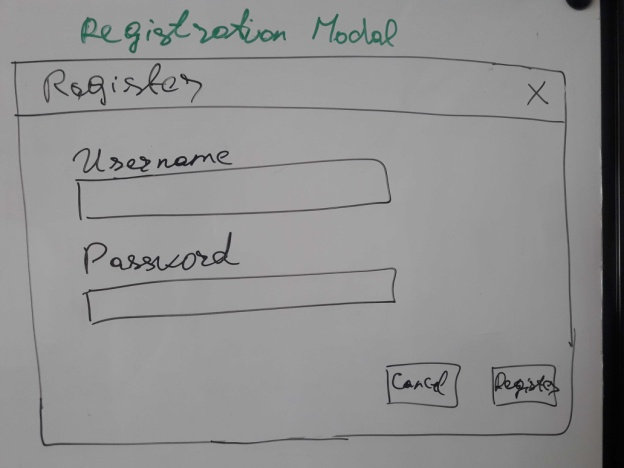 Registration Modal
Register X
Username
Password
Cancel Register